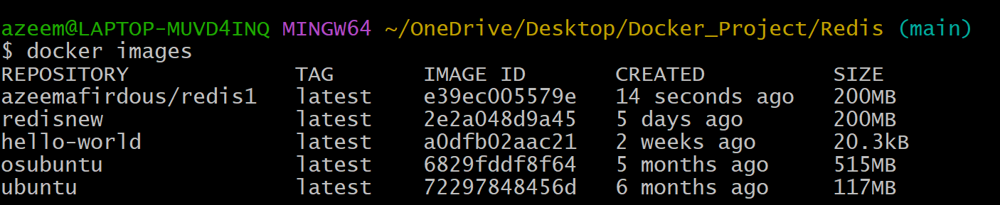 azeem@LAPTOP-MUVD4INQ MINGW64 ~/OneDrive/Desktop/Docker_Project/Redis (main)
$ docker images
REPOSITORY TAG IMAGE ID CREATED SIZE
azeemafirdous/redis1 latest e39ec005579e 14 seconds ago 200MB
redisnew latest 2e2a048d9a45 5 days ago 200MB
hello-world latest a0dfb02aac21 2 weeks ago 20.3kB
osubuntu latest 6829fddf8f64 5 months ago 515MB
ubuntu latest 72297848456d 6 months ago 117MB